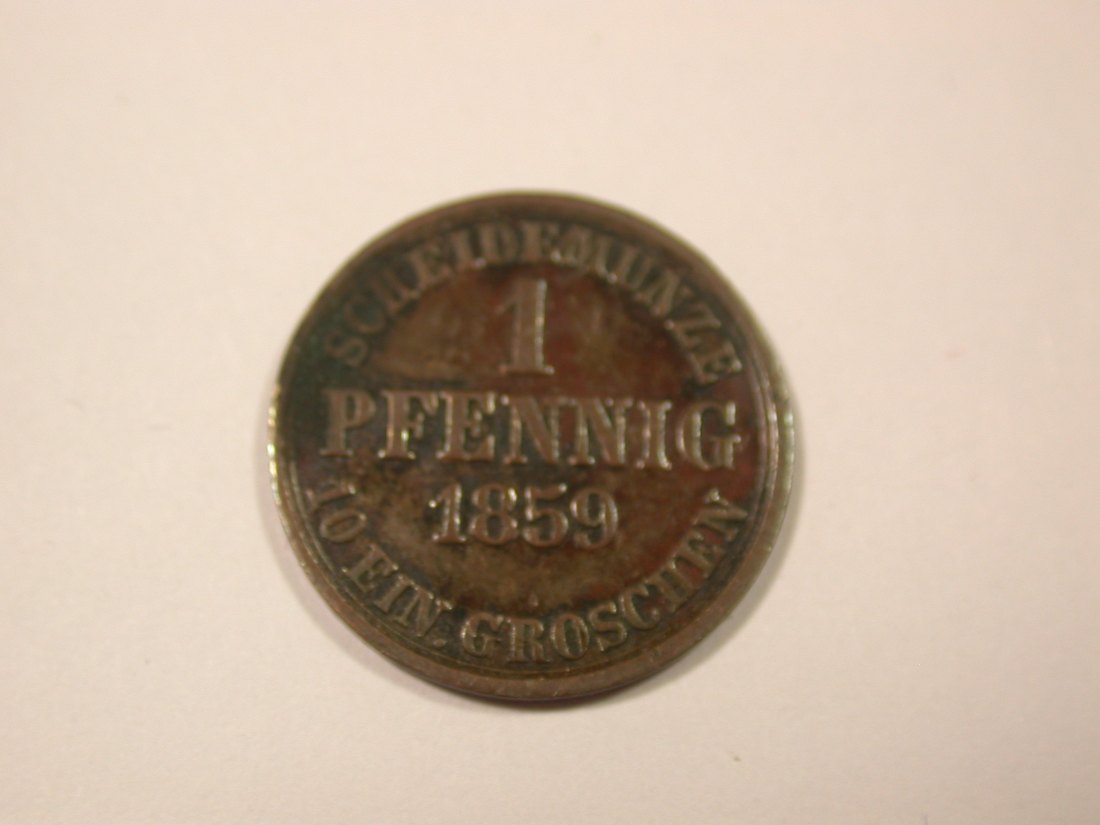 SCHEIDEMÜNZE
1
PFENNIG
1859
10 EIN. GROSCHEN